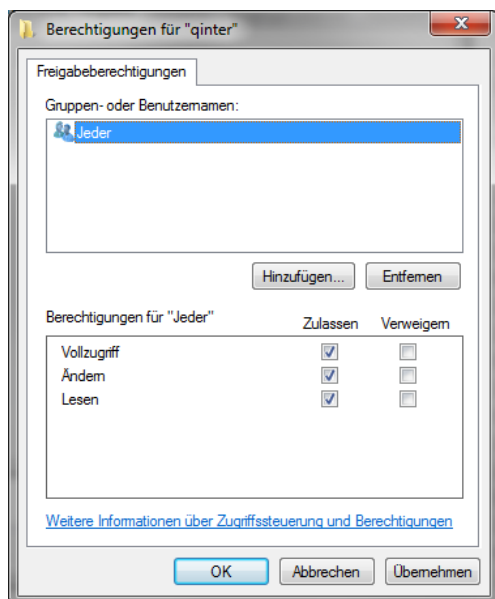 Berechtigungen für "qinter"
Freigabeberechtigungen
Gruppen- oder Benutzernamen:
Jeder
Hinzufügen... Entfernen
Berechtigungen für "Jeder" Zulassen Verweigern
Vollzugriff
Ändern
Lesen
Weitere Informationen über Zugriffssteuerung und Berechtigungen
OK Abbrechen Übernehmen